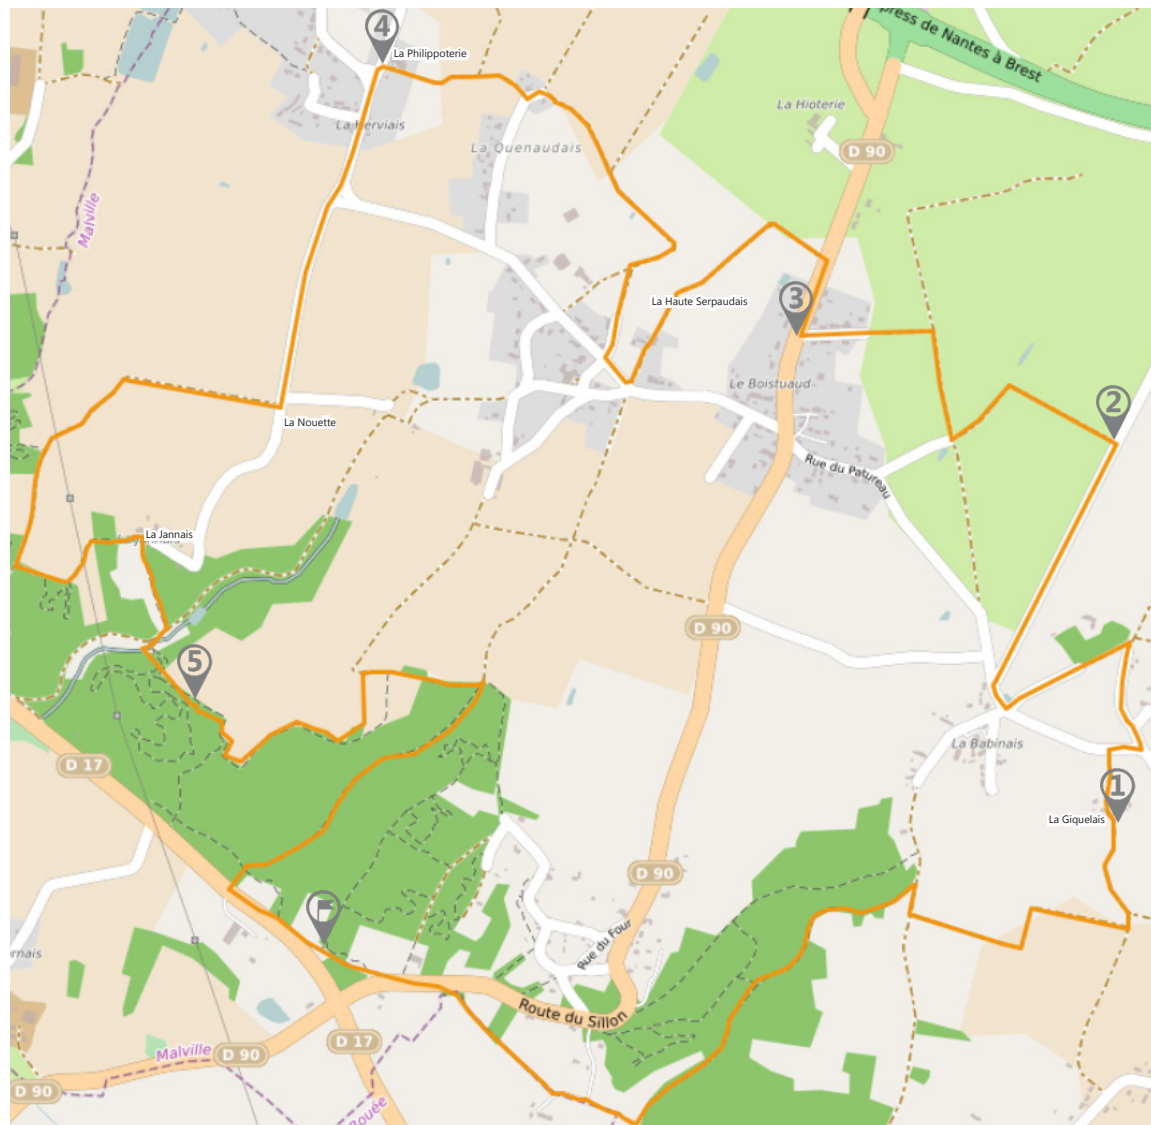 press de Nantes à Brest
4
La Philippoterie
La Hioterie
La Herviais
La Quenaudais
D 90
Malville
La Haute Serpaudais
3
Le Boistuaud
2
La Nouette
Rue du Patureau
La Jannais
D 90
5
La Babinais
D 17
1
La Giquelais
D 90
Rue du Four
rnais
Route du Sillon
D 17
Malville
D 90
D 90
Bouée